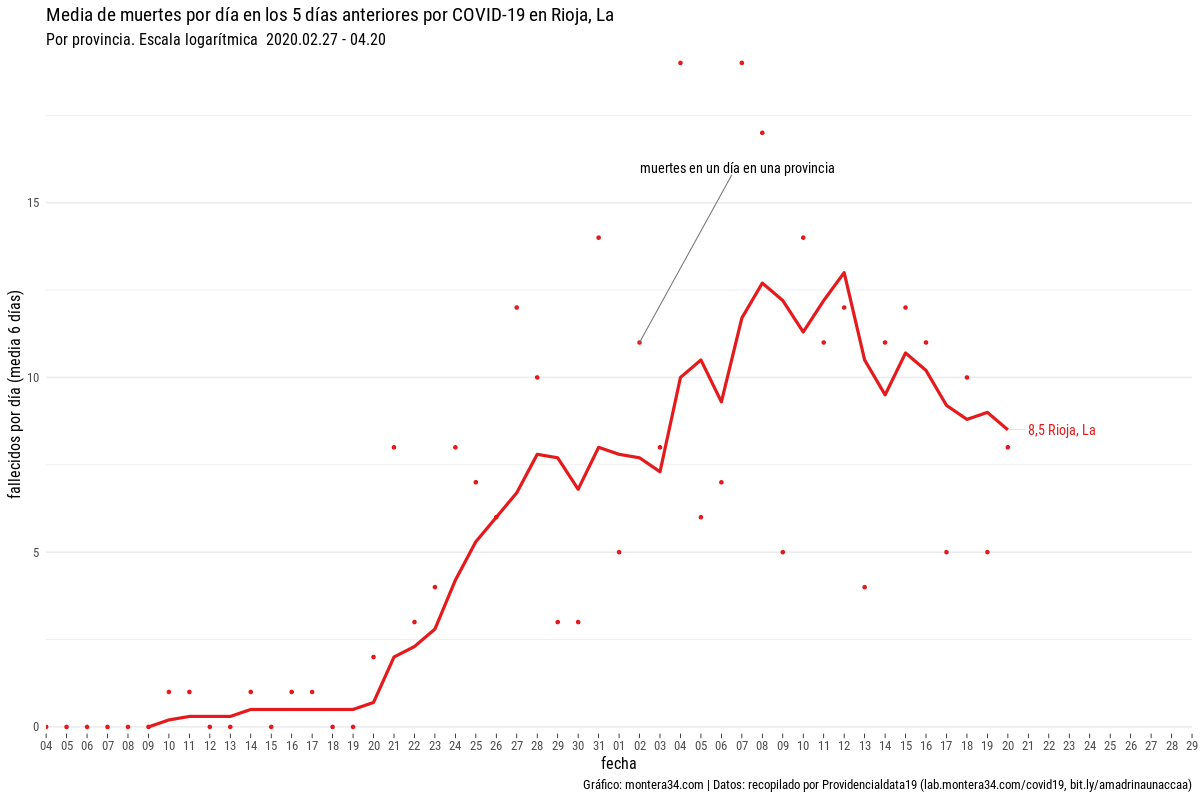 Media de muertes por día en los 5 días anteriores por COVID-19 en Rioja, La
Por provincia. Escala logarítmica  2020.02.27 - 04.20
muertes en un día en una provincia
15
10
5
0
fallecidos por día (media 6 días)
8,5 Rioja, La
04 05 06 07 08 09 10 11 12 13 14 15 16 17 18 19 20 21 22 23 24 25 26 27 28 29 30 31 01 02 03 04 05 06 07 08 09 10 11 12 13 14 15 16 17 18 19 20 21 22 23 24 25 26 27 28 29
fecha
Gráfico: montera34.com | Datos: recopilado por Providencialdata19 (lab.montera34.com/covid19, bit.ly/amadrinaunaccaa)